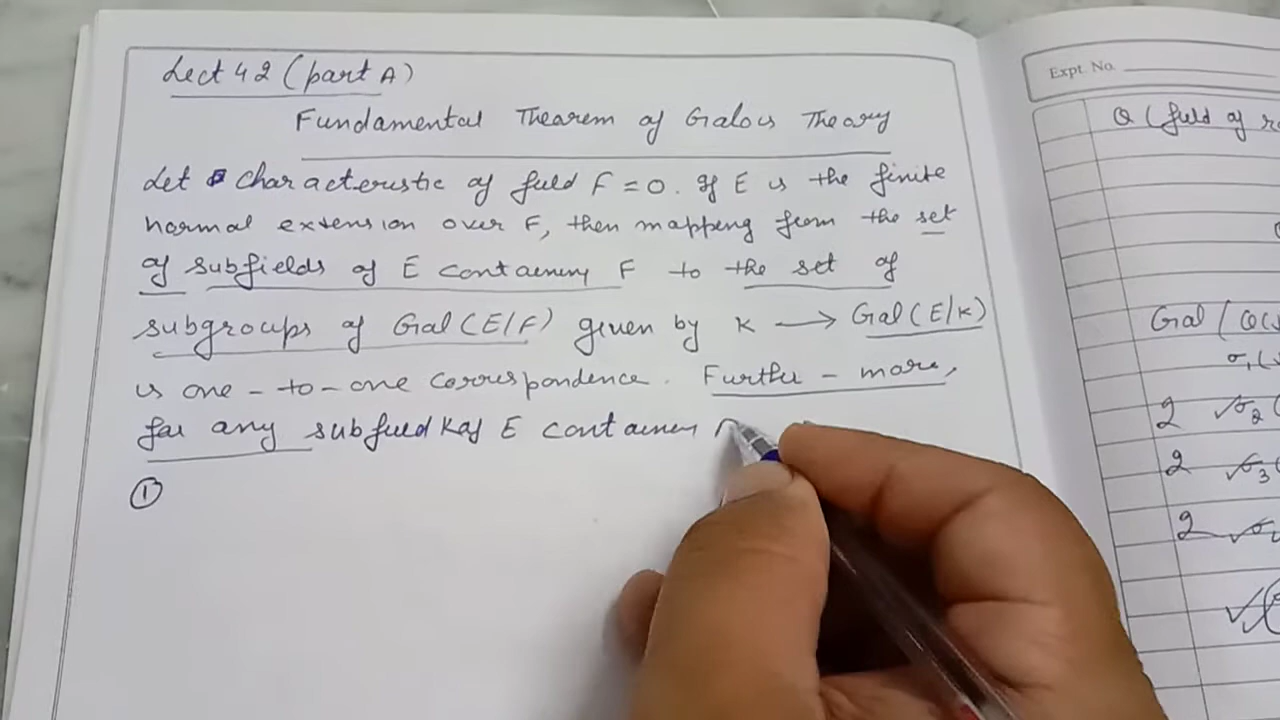 Lect 42 (part A)
Fundamental Theorem of Galois Theory
Let characteristic of field F = 0. If E is the finite
normal extension over F, then mapping from the set
of subfields of E containing F to the set of
subgroups of Gal(E/F) given by K → Gal(E/K)
is one-to-one correspondence. Further-more,
for any subfield K of E containing
①
Expt. No.
Q (field of
Gal (Q(
σ₁(
2 ✓σ₂(
2 ✓σ₃(
2